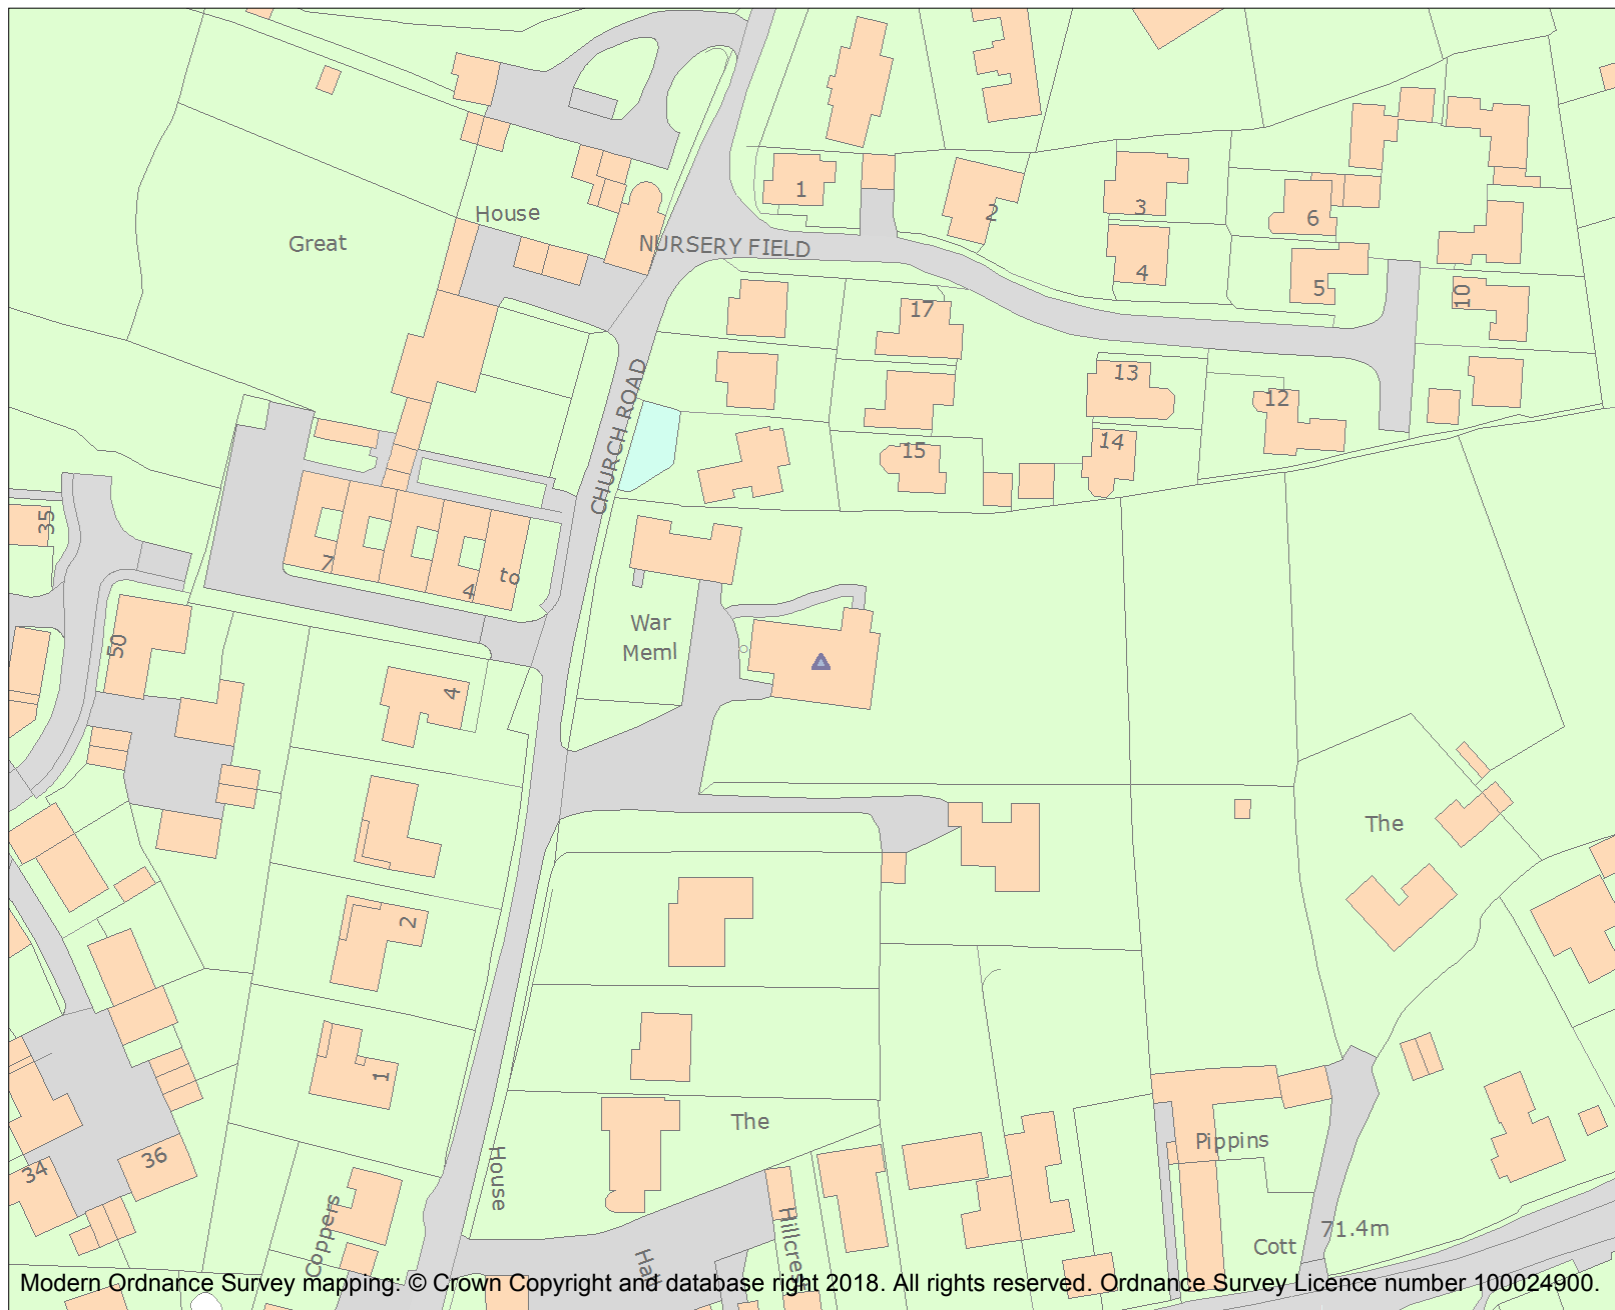 1
2
3
6
House
Great
NURSERY FIELD
4
5
10
17
CHURCH ROAD
13
12
14
15
35
7
4
to
War
Meml
50
4
The
2
1
The
House
Pippins
36
34
Coppers
Hillcres
Hall
71.4m
Cott
Modern Ordnance Survey mapping: © Crown Copyright and database right 2018. All rights reserved. Ordnance Survey Licence number 100024900.